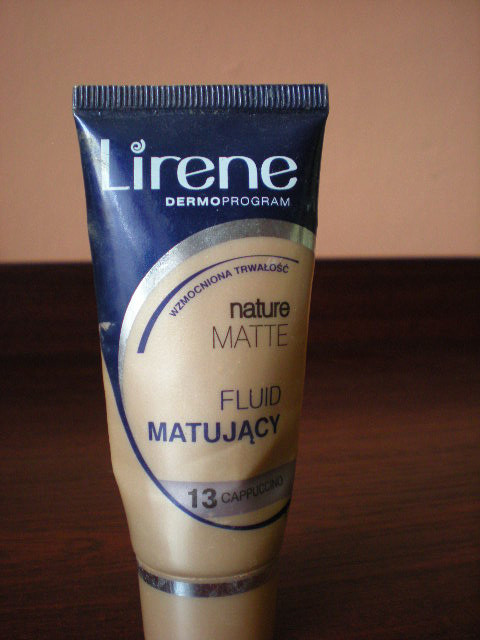 Lirene
DERMOPROGRAM
WZMOCNIONA TRWAŁOŚĆ
nature
MATTE
FLUID
MATUJĄCY
13 CAPPUCCINO